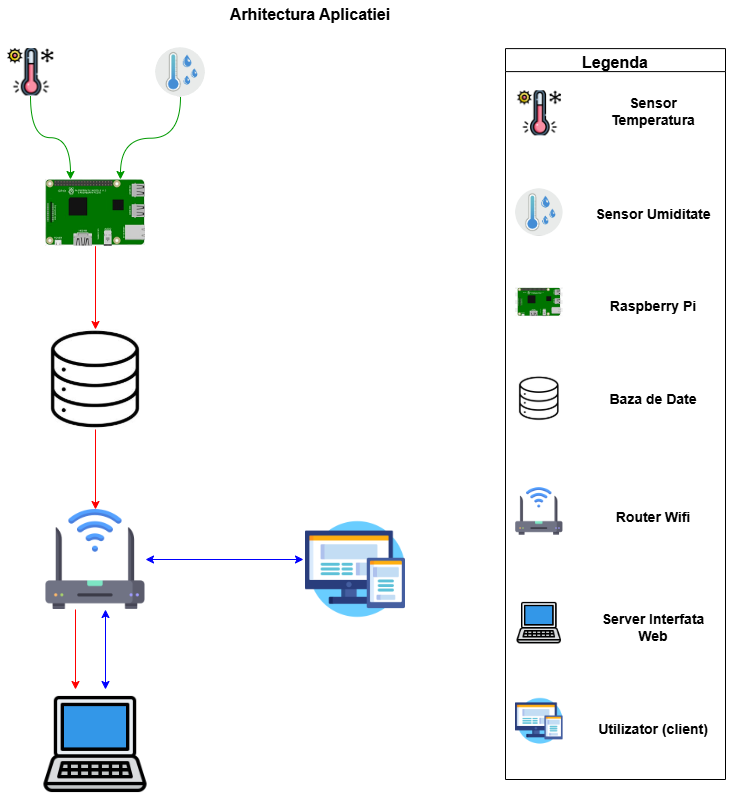 Arhitectura Aplicatiei
Legenda
Sensor
Temperatura
Sensor Umiditate
Raspberry Pi
Baza de Date
Router Wifi
Server Interfata
Web
Utilizator (client)